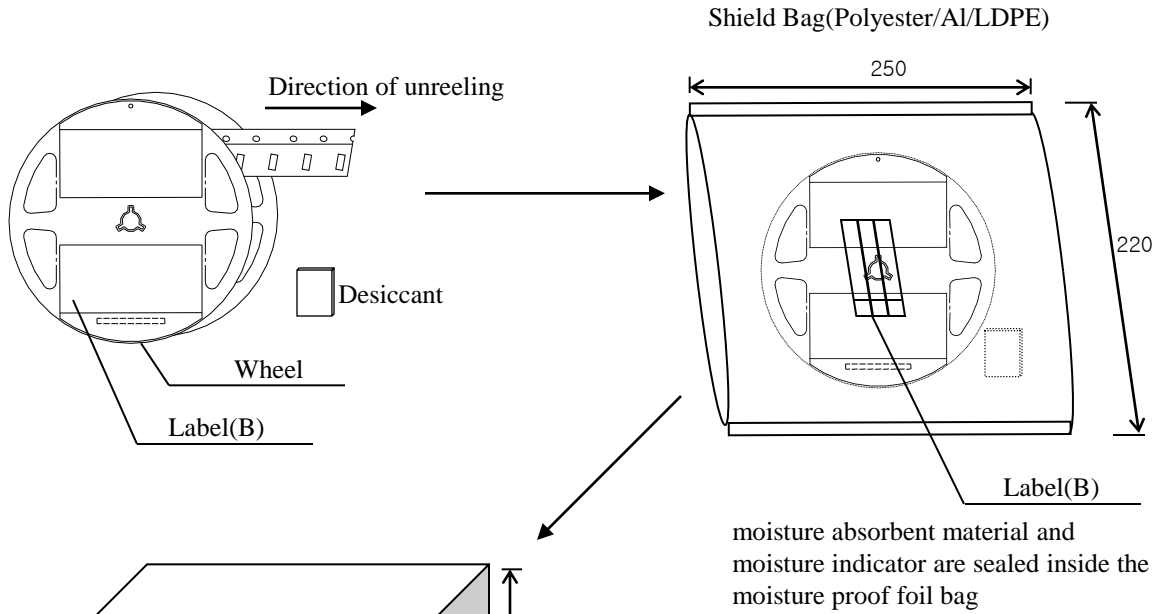 Shield Bag(Polyester/Al/LDPE)
250
Direction of unreeling
220
Desiccant
Wheel
Label(B)
Label(B)
moisture absorbent material and
moisture indicator are sealed inside the
moisture proof foil bag